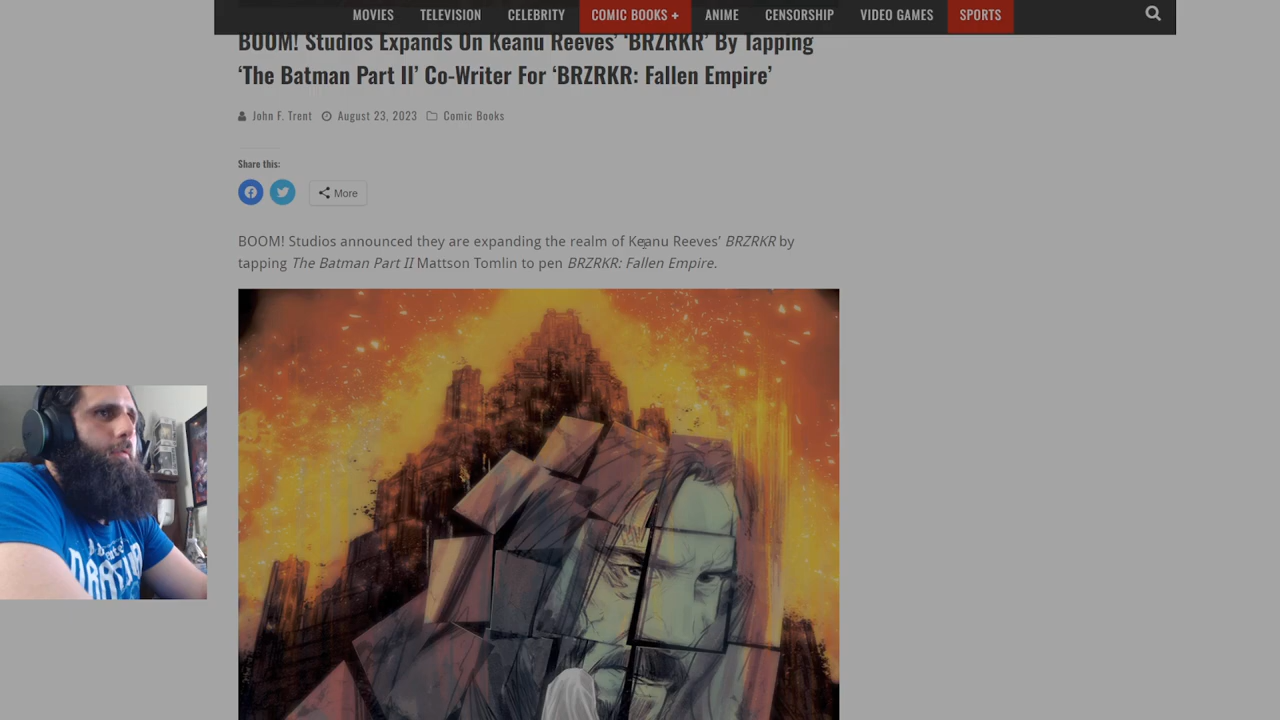 MOVIES TELEVISION CELEBRITY COMIC BOOKS + ANIME CENSORSHIP VIDEO GAMES SPORTS
BOOM! Studios Expands On Keanu Reeves’ ‘BRZRKR’ By Tapping
‘The Batman Part II’ Co-Writer For ‘BRZRKR: Fallen Empire’
John F. Trent August 23, 2023 Comic Books
Share this:
More
BOOM! Studios announced they are expanding the realm of Keanu Reeves’ BRZRKR by
tapping The Batman Part II Mattson Tomlin to pen BRZRKR: Fallen Empire.